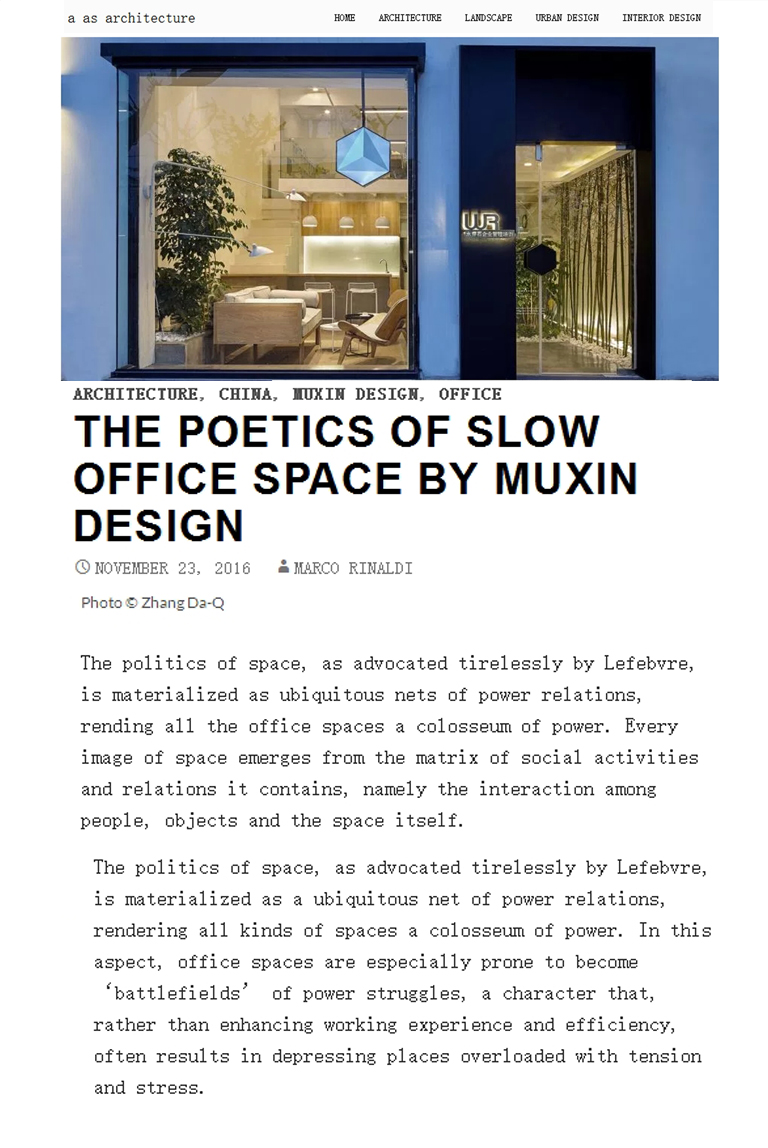 a as architecture
HOME ARCHITECTURE LANDSCAPE URBAN DESIGN INTERIOR DESIGN
WR
ARCHITECTURE, CHINA, MUXIN DESIGN, OFFICE
THE POETICS OF SLOW
OFFICE SPACE BY MUXIN
DESIGN
NOVEMBER 23, 2016 MARCO RINALDI
Photo © Zhang Da-Q
The politics of space, as advocated tirelessly by Lefebvre,
is materialized as ubiquitous nets of power relations,
rending all the office spaces a colosseum of power. Every
image of space emerges from the matrix of social activities
and relations it contains, namely the interaction among
people, objects and the space itself.
The politics of space, as advocated tirelessly by Lefebvre,
is materialized as a ubiquitous net of power relations,
rendering all kinds of spaces a colosseum of power. In this
aspect, office spaces are especially prone to become
‘battlefields’ of power struggles, a character that,
rather than enhancing working experience and efficiency,
often results in depressing places overloaded with tension
and stress.